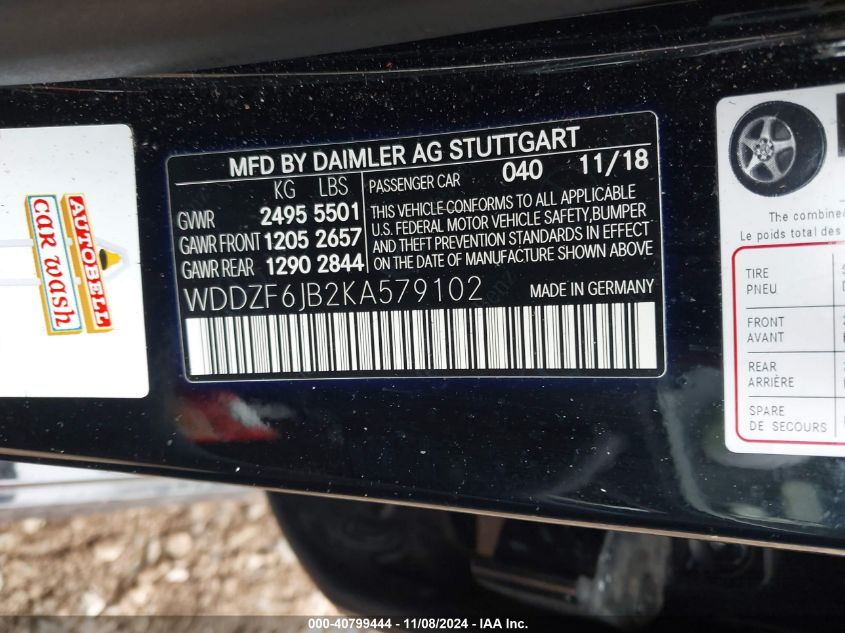 MFD BY DAIMLER AG STUTTGART
KG LBS
GVWR 2495 5501
GAWR FRONT 1205 2657
GAWR REAR 1290 2844
PASSENGER CAR 040 11/18
THIS VEHICLE CONFORMS TO ALL APPLICABLE
U.S. FEDERAL MOTOR VEHICLE SAFETY, BUMPER
AND THEFT PREVENTION STANDARDS IN EFFECT
ON THE DATE OF MANUFACTURE SHOWN ABOVE
WDDZF6JB2KA579102 MADE IN GERMANY
AUTOBELL
car wash
The combined
Le poids total des
TIRE
PNEU
FRONT
AVANT
REAR
ARRIÈRE
SPARE
DE SECOURS
000-40799444 - 11/08/2024 - IAA Inc.